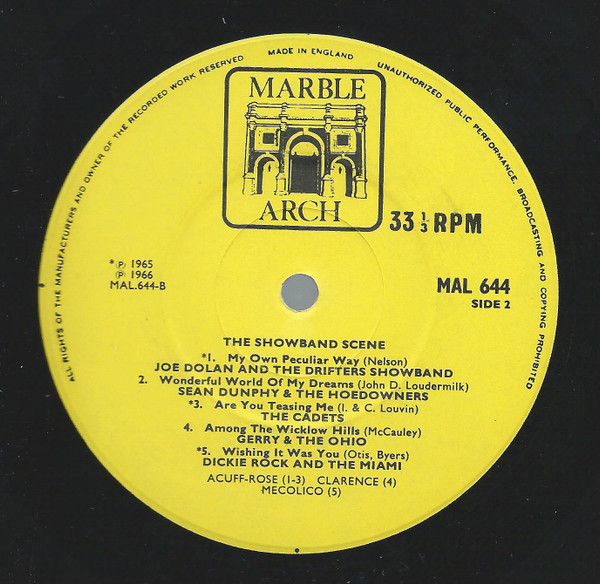 ALL RIGHTS OF THE MANUFACTURERS AND OWNER OF THE RECORDED WORK RESERVED
MADE IN ENGLAND
UNAUTHORIZED PUBLIC PERFORMANCE, BROADCASTING AND COPYING PROHIBITED
MARBLE
ARCH
33 1/3 RPM
* ℗ 1965
℗ 1966
MAL.644-B
MAL 644
SIDE 2
THE SHOWBAND SCENE
*1. My Own Peculiar Way (Nelson)
JOE DOLAN AND THE DRIFTERS SHOWBAND
2. Wonderful World Of My Dreams (John D. Loudermilk)
SEAN DUNPHY & THE HOEDOWNERS
*3. Are You Teasing Me (I. & C. Louvin)
THE CADETS
4. Among The Wicklow Hills (McCauley)
GERRY & THE OHIO
*5. Wishing It Was You (Otis, Byers)
DICKIE ROCK AND THE MIAMI
ACUFF-ROSE (1-3) CLARENCE (4)
MECOLICO (5)